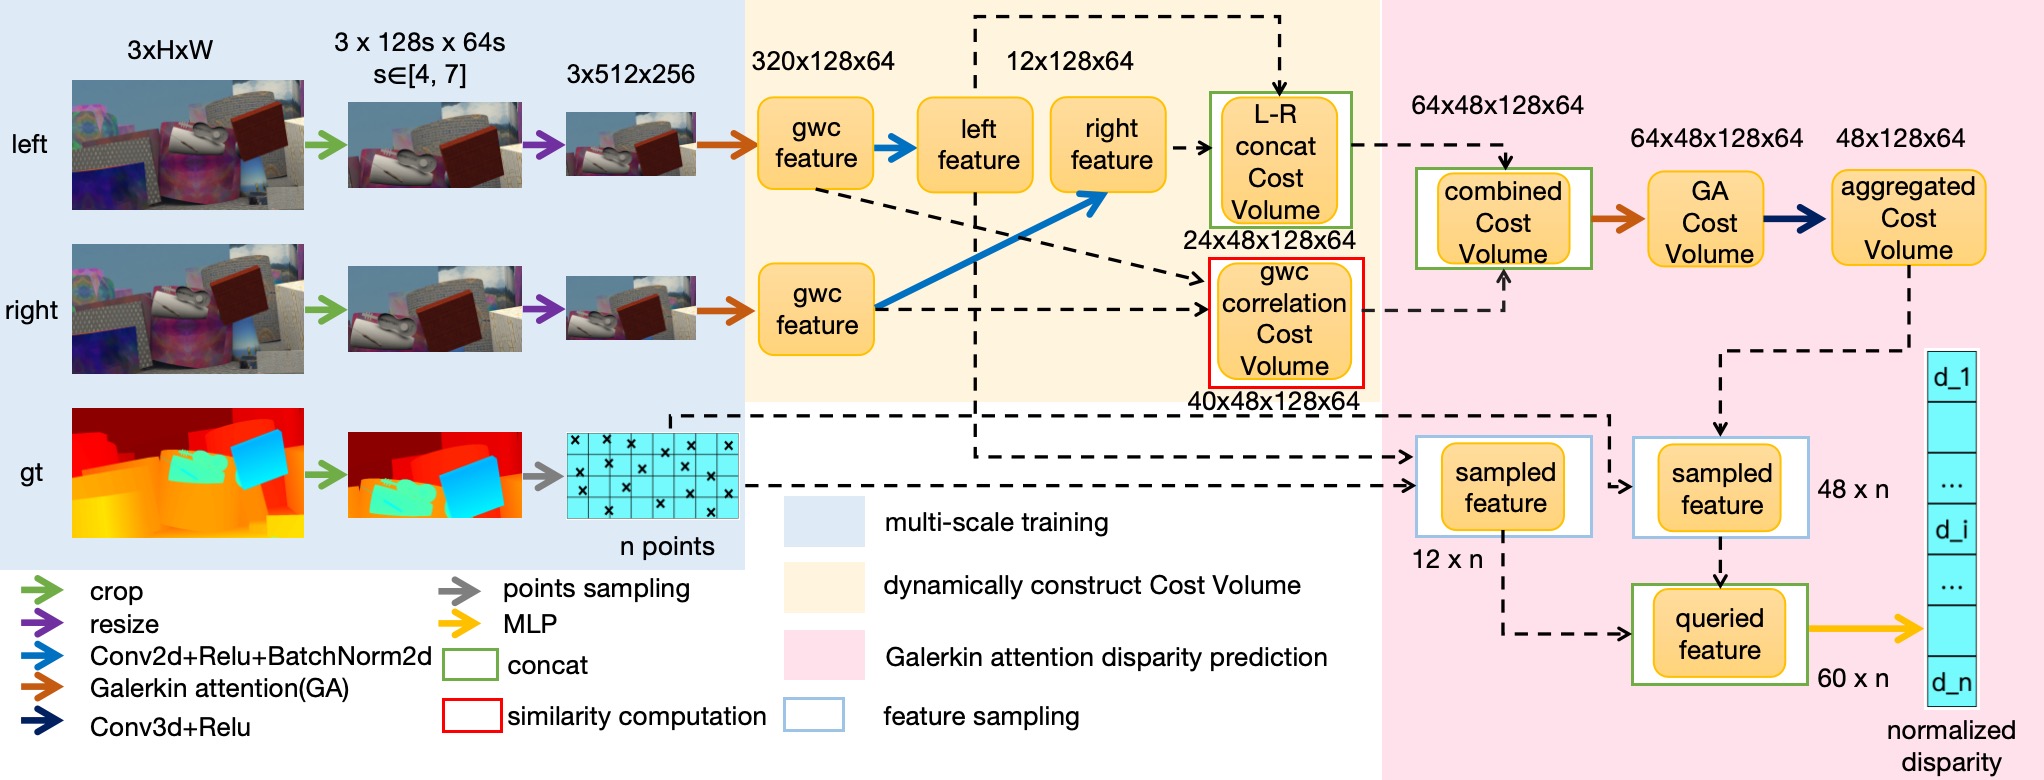 3xHxW
3 x 128s x 64s
s∈[4, 7]
3x512x256
320x128x64
12x128x64
left
right
gt
gwc
feature
left
feature
right
feature
L-R
concat
Cost
Volume
24x48x128x64
gwc
feature
gwc
correlation
Cost
Volume
40x48x128x64
64x48x128x64
combined
Cost
Volume
64x48x128x64
GA
Cost
Volume
48x128x64
aggregated
Cost
Volume
n points
sampled
feature
12 x n
sampled
feature
48 x n
queried
feature
60 x n
d_1
...
d_i
...
d_n
normalized
disparity
crop
resize
Conv2d+Relu+BatchNorm2d
Galerkin attention(GA)
Conv3d+Relu
points sampling
MLP
concat
similarity computation
multi-scale training
dynamically construct Cost Volume
Galerkin attention disparity prediction
feature sampling